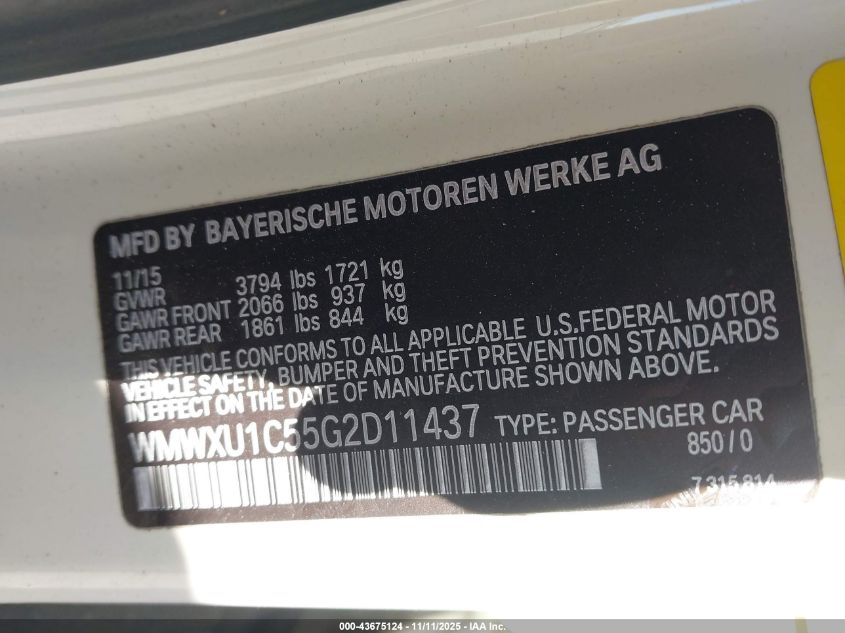 MFD BY BAYERISCHE MOTOREN WERKE AG
11/15
GVWR 3794 lbs 1721 kg
GAWR FRONT 2066 lbs 937 kg
GAWR REAR 1861 lbs 844 kg
THIS VEHICLE CONFORMS TO ALL APPLICABLE U.S.FEDERAL MOTOR
VEHICLE SAFETY, BUMPER AND THEFT PREVENTION STANDARDS
IN EFFECT ON THE DATE OF MANUFACTURE SHOWN ABOVE.
WMWXU1C55G2D11437 TYPE: PASSENGER CAR
850/0
7 315 814
000-43675124 - 11/11/2025 - IAA Inc.